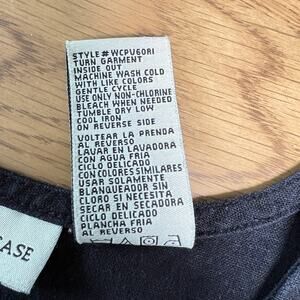 STYLE# WCPU60RI
TURN GARMENT
INSIDE OUT
MACHINE WASH COLD
WITH LIKE COLORS
GENTLE CYCLE
USE ONLY NON-CHLORINE
BLEACH WHEN NEEDED
TUMBLE DRY LOW
COOL IRON
ON REVERSE SIDE
VOLTEAR LA PRENDA
AL REVERSO
LAVAR EN LAVADORA
CON AGUA FRIA
CICLO DELICADO
CON COLORES SIMILARES
USAR SOLAMENTE
BLANQUEADOR SIN
CLORO SI NECESITA
SECAR EN SECADORA
CICLO DELICADO
PLANCHA FRIA
AL REVERSO
ASE